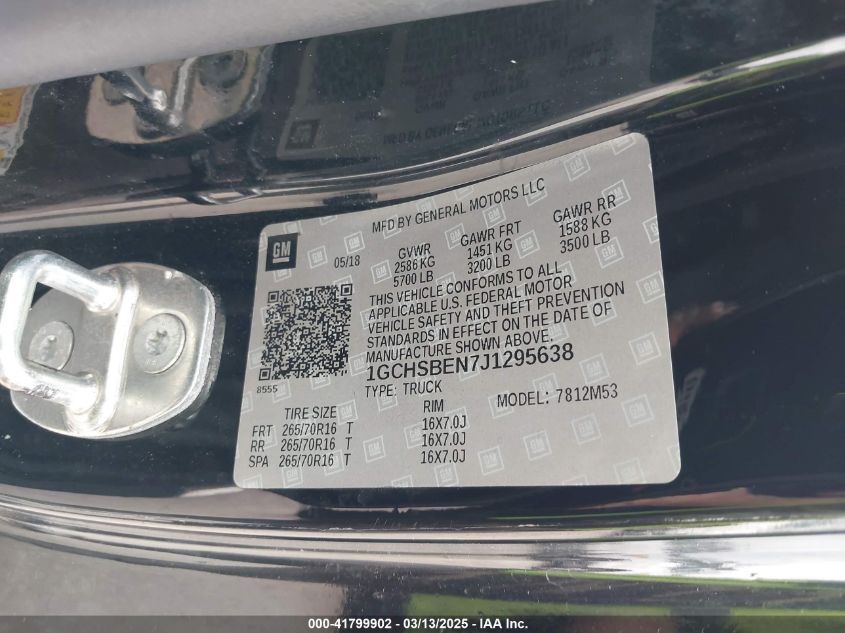 MFD BY GENERAL MOTORS LLC
GM
05/18
GVWR GAWR FRT GAWR RR
2586 KG 1451 KG 1588 KG
5700 LB 3200 LB 3500 LB
THIS VEHICLE CONFORMS TO ALL
APPLICABLE U.S. FEDERAL MOTOR
VEHICLE SAFETY AND THEFT PREVENTION
STANDARDS IN EFFECT ON THE DATE OF
MANUFACTURE SHOWN ABOVE.
8555
1GCHSBEN7J1295638
TYPE: TRUCK MODEL: 7812M53
TIRE SIZE RIM
FRT 265/70R16 T 16X7.0J
RR 265/70R16 T 16X7.0J
SPA 265/70R16 T 16X7.0J
000-41799902 - 03/13/2025 - IAA Inc.